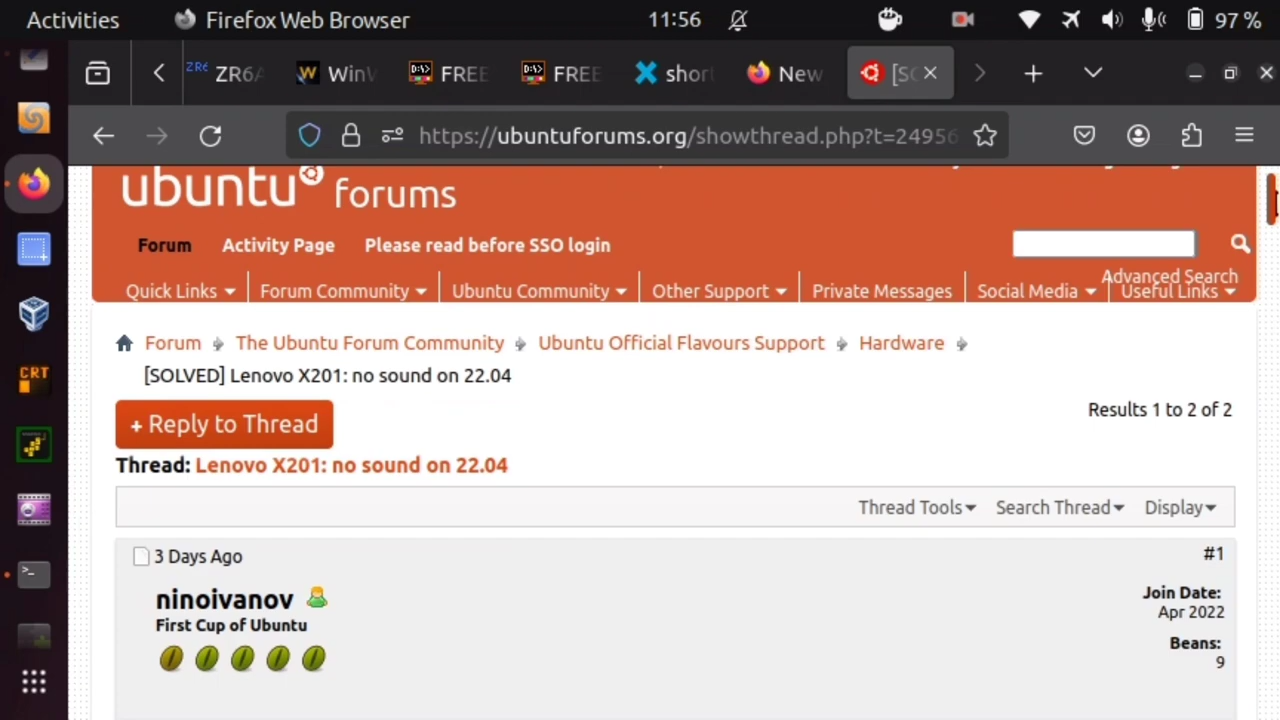 Activities Firefox Web Browser 11:56 97 %
ZR6 ZR6A W WinV D:\> FREE D:\> FREE shor New [SO
https://ubuntuforums.org/showthread.php?t=24956
ubuntu forums
Forum Activity Page Please read before SSO login
Advanced Search
Quick Links Forum Community Ubuntu Community Other Support Private Messages Social Media Useful Links
Forum The Ubuntu Forum Community Ubuntu Official Flavours Support Hardware
[SOLVED] Lenovo X201: no sound on 22.04
+ Reply to Thread
Results 1 to 2 of 2
Thread: Lenovo X201: no sound on 22.04
Thread Tools Search Thread Display
3 Days Ago #1
ninoivanov
First Cup of Ubuntu
Join Date:
Apr 2022
Beans:
9
CRT
>_